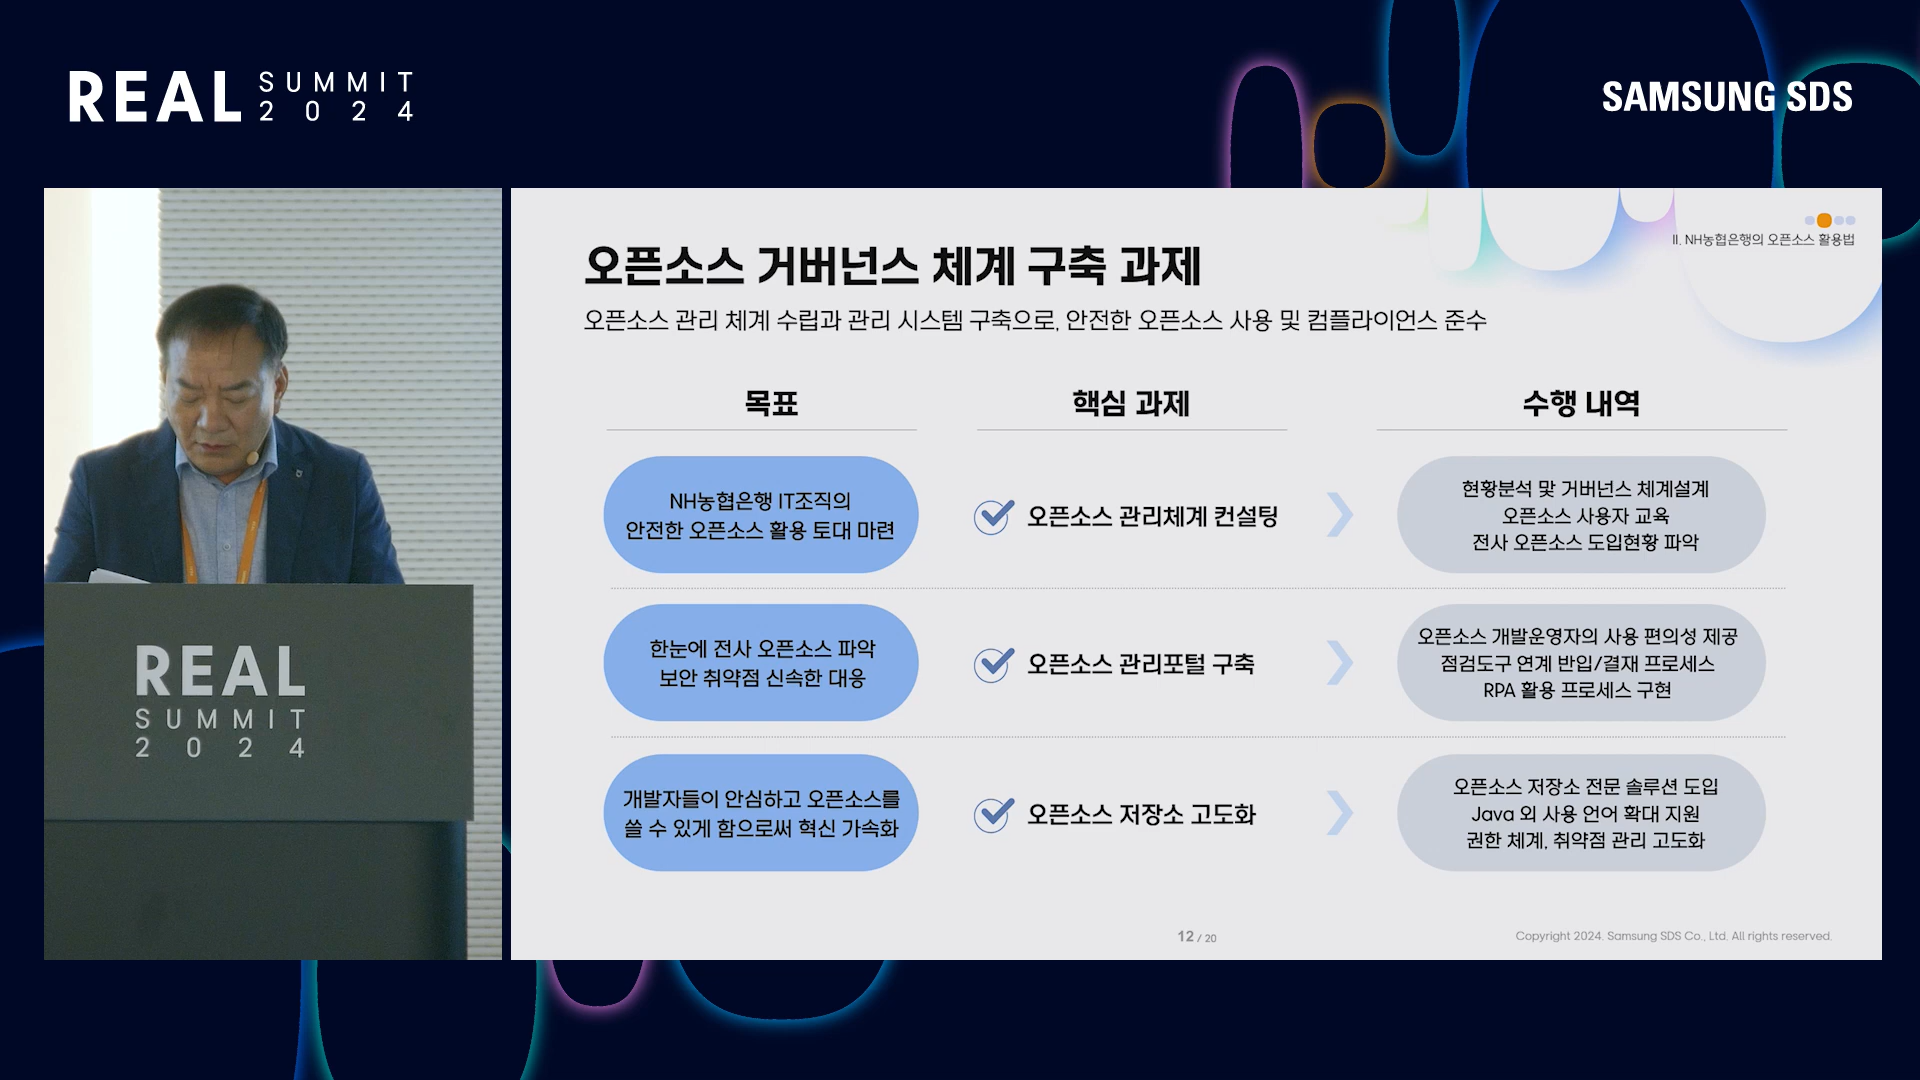 REAL SUMMIT
2024
SAMSUNG SDS
II. NH농협은행의 오픈소스 활용법
오픈소스 거버넌스 체계 구축 과제
오픈소스 관리 체계 수립과 관리 시스템 구축으로, 안전한 오픈소스 사용 및 컴플라이언스 준수
목표
핵심 과제
수행 내역
NH농협은행 IT조직의
안전한 오픈소스 활용 토대 마련
오픈소스 관리체계 컨설팅
현황분석 및 거버넌스 체계설계
오픈소스 사용자 교육
전사 오픈소스 도입현황 파악
한눈에 전사 오픈소스 파악
보안 취약점 신속한 대응
오픈소스 관리포털 구축
오픈소스 개발운영자의 사용 편의성 제공
점검도구 연계 반입/결재 프로세스
RPA 활용 프로세스 구현
개발자들이 안심하고 오픈소스를
쓸 수 있게 함으로써 혁신 가속화
오픈소스 저장소 고도화
오픈소스 저장소 전문 솔루션 도입
Java 외 사용 언어 확대 지원
권한 체계, 취약점 관리 고도화
12 / 20
Copyright 2024. Samsung SDS Co., Ltd. All rights reserved.
REAL
SUMMIT
2024